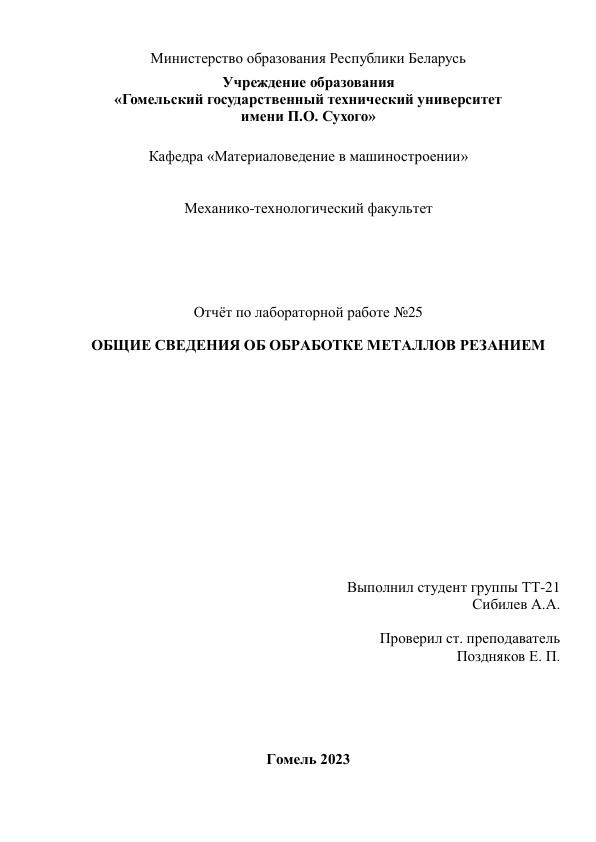 Министерство образования Республики Беларусь
Учреждение образования
«Гомельский государственный технический университет
имени П.О. Сухого»
Кафедра «Материаловедение в машиностроении»
Механико-технологический факультет
Отчёт по лабораторной работе №25
ОБЩИЕ СВЕДЕНИЯ ОБ ОБРАБОТКЕ МЕТАЛЛОВ РЕЗАНИЕМ
Выполнил студент группы ТТ-21
Сибилев А.А.
Проверил ст. преподаватель
Поздняков Е. П.
Гомель 2023